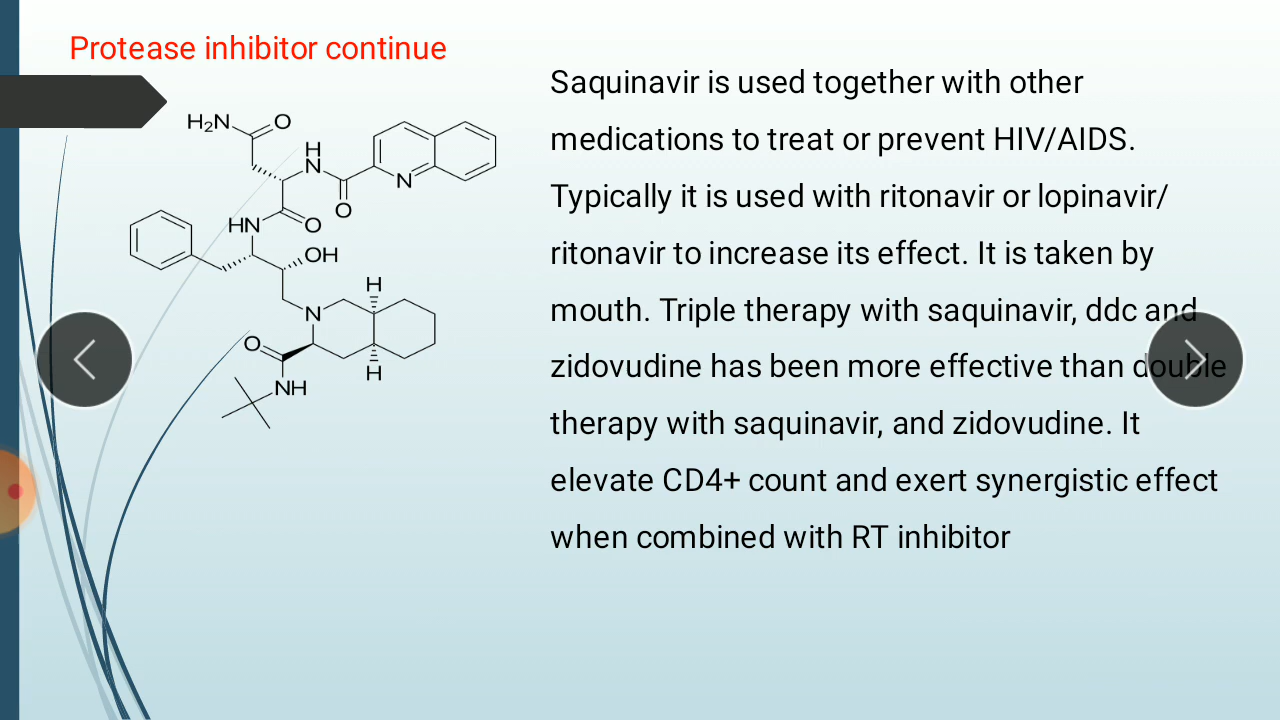 Protease inhibitor continue
Saquinavir is used together with other
medications to treat or prevent HIV/AIDS.
Typically it is used with ritonavir or lopinavir/
ritonavir to increase its effect. It is taken by
mouth. Triple therapy with saquinavir, ddc and
zidovudine has been more effective than double
therapy with saquinavir, and zidovudine. It
elevate CD4+ count and exert synergistic effect
when combined with RT inhibitor
H₂N
O
H
N
N
O
HN
O
OH
H
N
O
H
NH